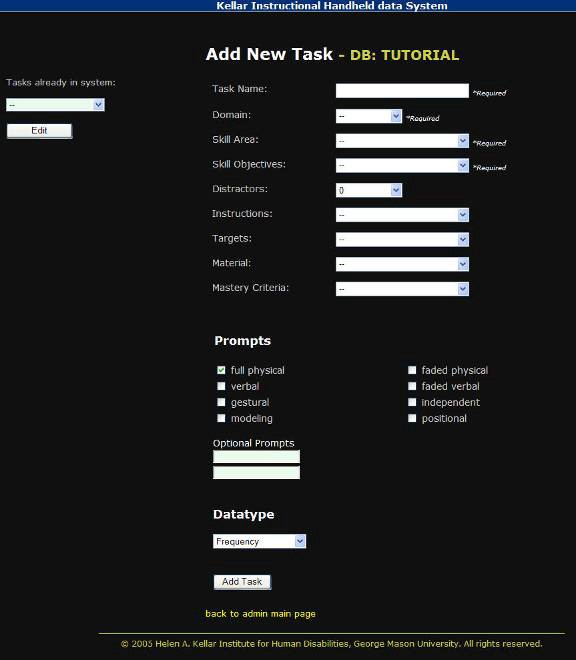 Kellar Instructional Handheld data System
Add New Task - DB: TUTORIAL
Tasks already in system:
--
Edit
Task Name: *Required
Domain: -- *Required
Skill Area: -- *Required
Skill Objectives: -- *Required
Distractors: 0
Instructions: --
Targets: --
Material: --
Mastery Criteria: --
Prompts
full physical faded physical
verbal faded verbal
gestural independent
modeling positional
Optional Prompts
Datatype
Frequency
Add Task
back to admin main page
© 2005 Helen A. Kellar Institute for Human Disabilities, George Mason University. All rights reserved.